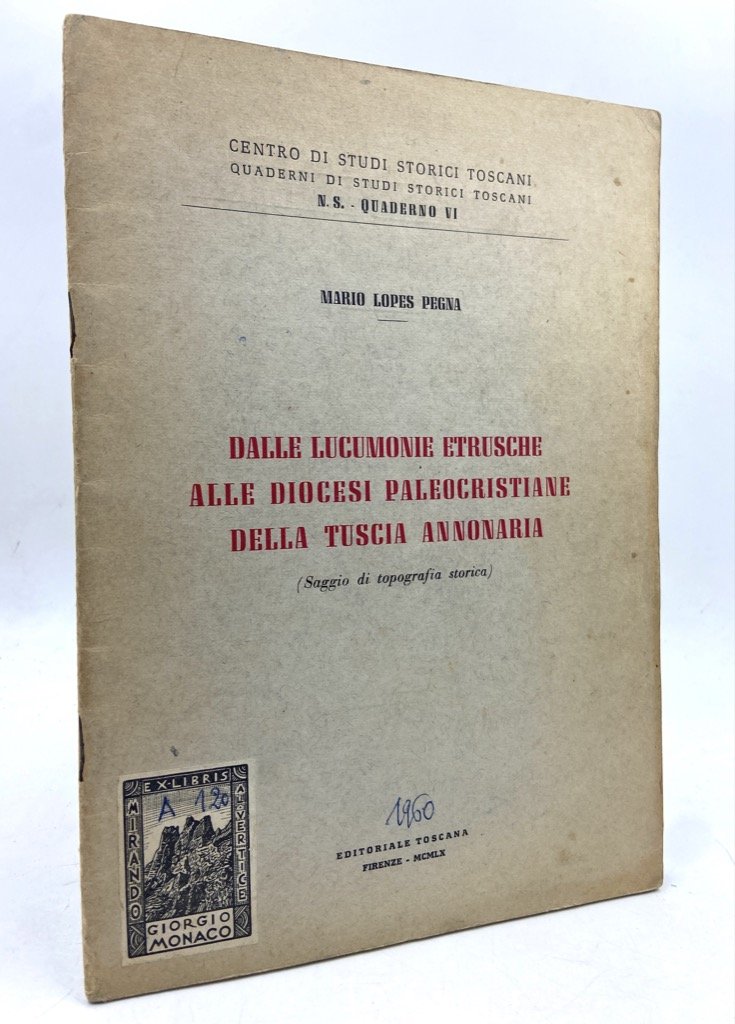 CENTRO DI STUDI STORICI TOSCANI
QUADERNI DI STUDI STORICI TOSCANI
N. S. - QUADERNO VI
MARIO LOPES PEGNA
DALLE LUCUMONIE ETRUSCHE
ALLE DIOCESI PALEOCRISTIANE
DELLA TUSCIA ANNONARIA
(Saggio di topografia storica)
1960
EDITORIALE TOSCANA
FIRENZE - MCMLX
EX-LIBRIS
A 120
MIRANDO
AL VERTICE
GIORGIO
MONACO